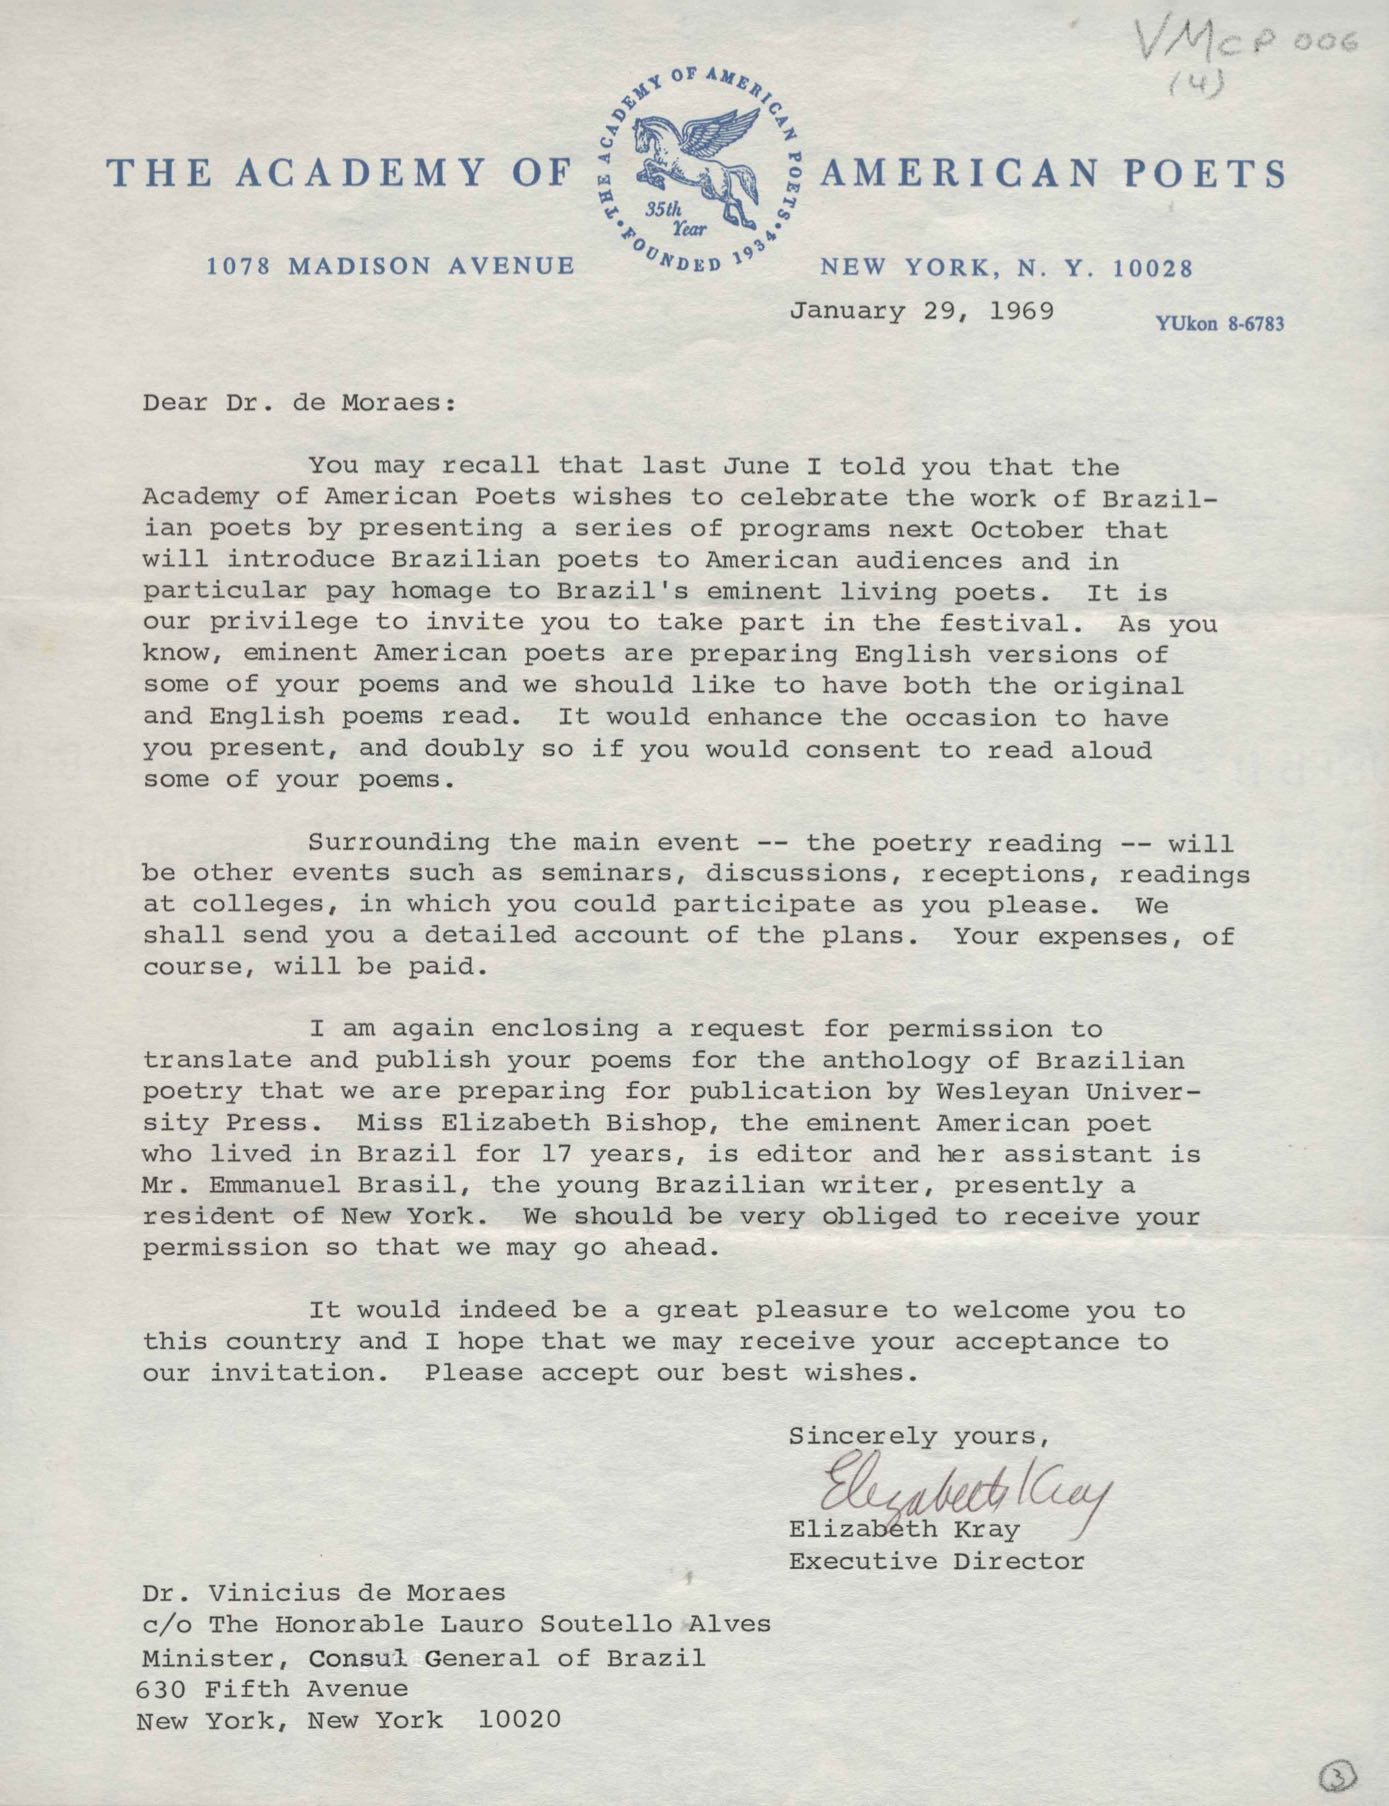 VMcP 006
(4)
THE ACADEMY OF AMERICAN POETS • FOUNDED 1934 •
35th
Year
THE ACADEMY OF AMERICAN POETS
1078 MADISON AVENUE NEW YORK, N. Y. 10028
January 29, 1969
YUkon 8-6783
Dear Dr. de Moraes:
You may recall that last June I told you that the
Academy of American Poets wishes to celebrate the work of Brazil-
ian poets by presenting a series of programs next October that
will introduce Brazilian poets to American audiences and in
particular pay homage to Brazil's eminent living poets. It is
our privilege to invite you to take part in the festival. As you
know, eminent American poets are preparing English versions of
some of your poems and we should like to have both the original
and English poems read. It would enhance the occasion to have
you present, and doubly so if you would consent to read aloud
some of your poems.
Surrounding the main event -- the poetry reading -- will
be other events such as seminars, discussions, receptions, readings
at colleges, in which you could participate as you please. We
shall send you a detailed account of the plans. Your expenses, of
course, will be paid.
I am again enclosing a request for permission to
translate and publish your poems for the anthology of Brazilian
poetry that we are preparing for publication by Wesleyan Univer-
sity Press. Miss Elizabeth Bishop, the eminent American poet
who lived in Brazil for 17 years, is editor and her assistant is
Mr. Emmanuel Brasil, the young Brazilian writer, presently a
resident of New York. We should be very obliged to receive your
permission so that we may go ahead.
It would indeed be a great pleasure to welcome you to
this country and I hope that we may receive your acceptance to
our invitation. Please accept our best wishes.
Sincerely yours,
Elizabeth Kray
Elizabeth Kray
Executive Director
Dr. Vinicius de Moraes
c/o The Honorable Lauro Soutello Alves
Minister, Consul General of Brazil
630 Fifth Avenue
New York, New York 10020
3